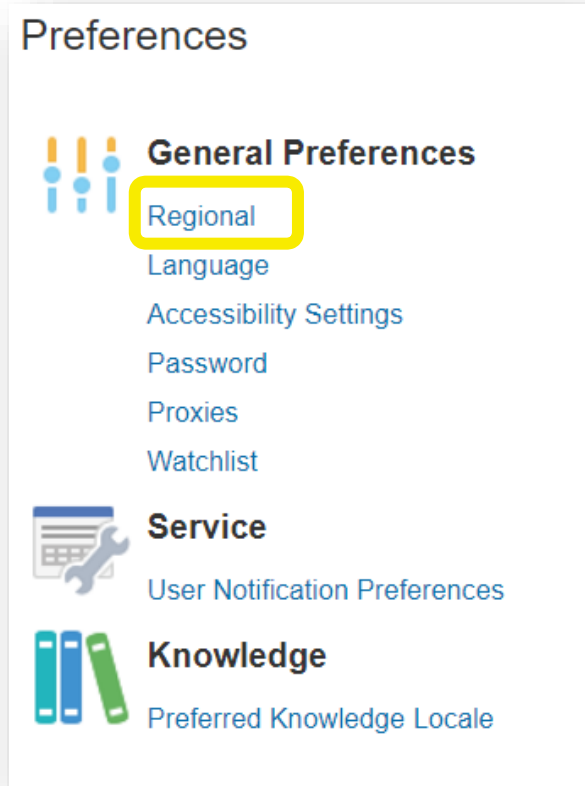 Preferences
General Preferences
Regional
Language
Accessibility Settings
Password
Proxies
Watchlist
Service
User Notification Preferences
Knowledge
Preferred Knowledge Locale